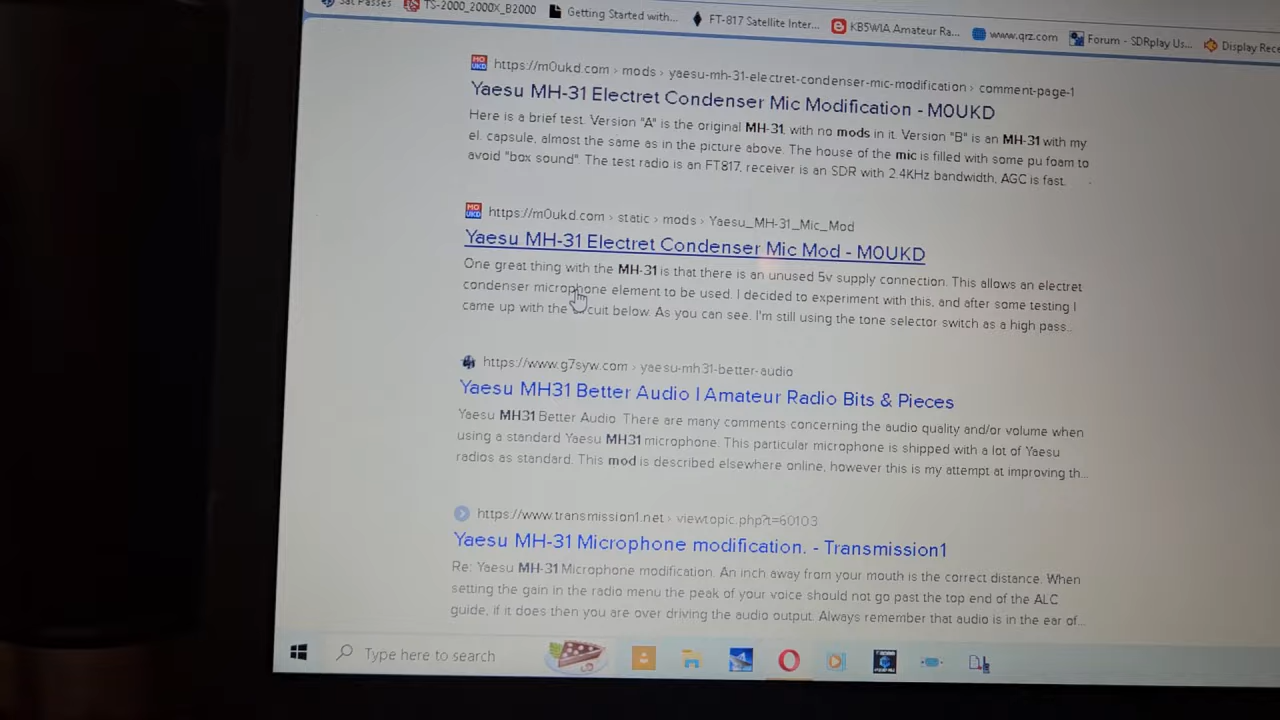 Sat Passes TS-2000_2000X_B2000 Getting Started with... FT-817 Satellite Inter... KB5WIA Amateur Ra... www.qrz.com Forum - SDRplay Us... Display Rece
MO UKD https://m0ukd.com › mods › yaesu-mh-31-electret-condenser-mic-modification › comment-page-1
Yaesu MH-31 Electret Condenser Mic Modification - M0UKD
Here is a brief test. Version "A" is the original MH-31, with no mods in it. Version "B" is an MH-31 with my
el. capsule, almost the same as in the picture above. The house of the mic is filled with some pu foam to
avoid "box sound". The test radio is an FT817, receiver is an SDR with 2.4KHz bandwidth, AGC is fast.
MO UKD https://m0ukd.com › static › mods › Yaesu_MH-31_Mic_Mod
Yaesu MH-31 Electret Condenser Mic Mod - M0UKD
One great thing with the MH-31 is that there is an unused 5v supply connection. This allows an electret
condenser microphone element to be used. I decided to experiment with this, and after some testing I
came up with the circuit below. As you can see, I'm still using the tone selector switch as a high pass...
https://www.g7syw.com › yaesu-mh31-better-audio
Yaesu MH31 Better Audio | Amateur Radio Bits & Pieces
Yaesu MH31 Better Audio There are many comments concerning the audio quality and/or volume when
using a standard Yaesu MH31 microphone. This particular microphone is shipped with a lot of Yaesu
radios as standard. This mod is described elsewhere online, however this is my attempt at improving th...
https://www.transmission1.net › viewtopic.php?t=60103
Yaesu MH-31 Microphone modification. - Transmission1
Re: Yaesu MH-31 Microphone modification. An inch away from your mouth is the correct distance. When
setting the gain in the radio menu the peak of your voice should not go past the top end of the ALC
guide, if it does then you are over driving the audio output. Always remember that audio is in the ear of...
Type here to search